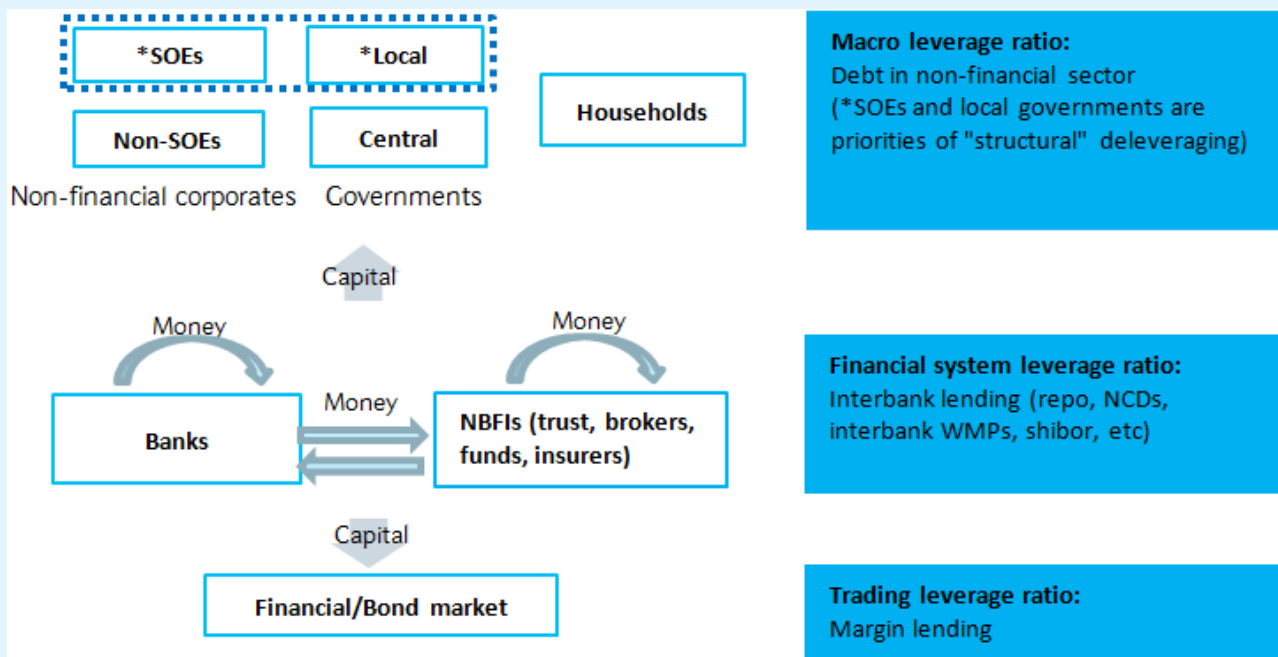 *SOEs
*Local
Non-SOEs
Central
Households
Non-financial corporates
Governments
Macro leverage ratio:
Debt in non-financial sector
(*SOEs and local governments are
priorities of "structural" deleveraging)
Capital
Money
Money
Banks
Money
NBFIs (trust, brokers,
funds, insurers)
Financial system leverage ratio:
Interbank lending (repo, NCDs,
interbank WMPs, shibor, etc)
Capital
Financial/Bond market
Trading leverage ratio:
Margin lending